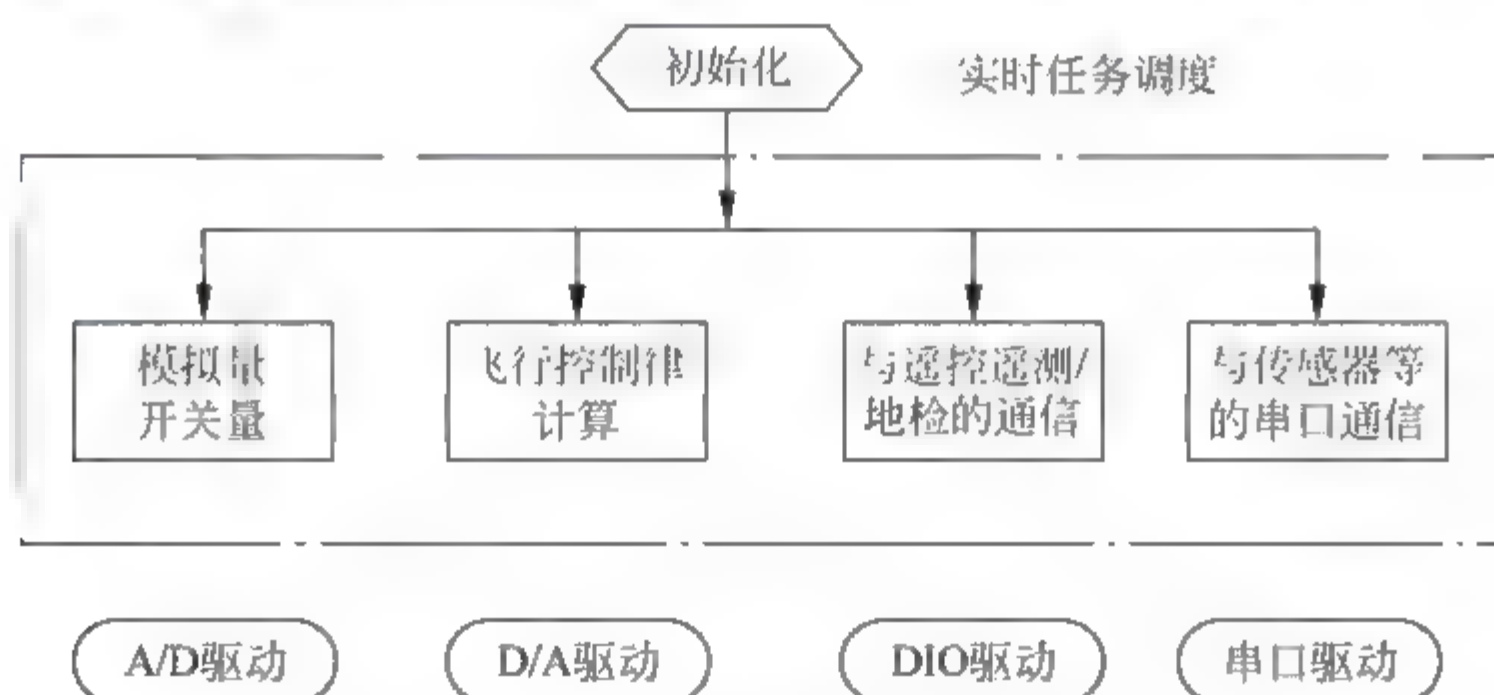 初始化
实时任务调度
模拟量
开关量
飞行控制律
计算
与遥控遥测/
地检的通信
与传感器等
的串口通信
A/D驱动
D/A驱动
DIO驱动
串口驱动